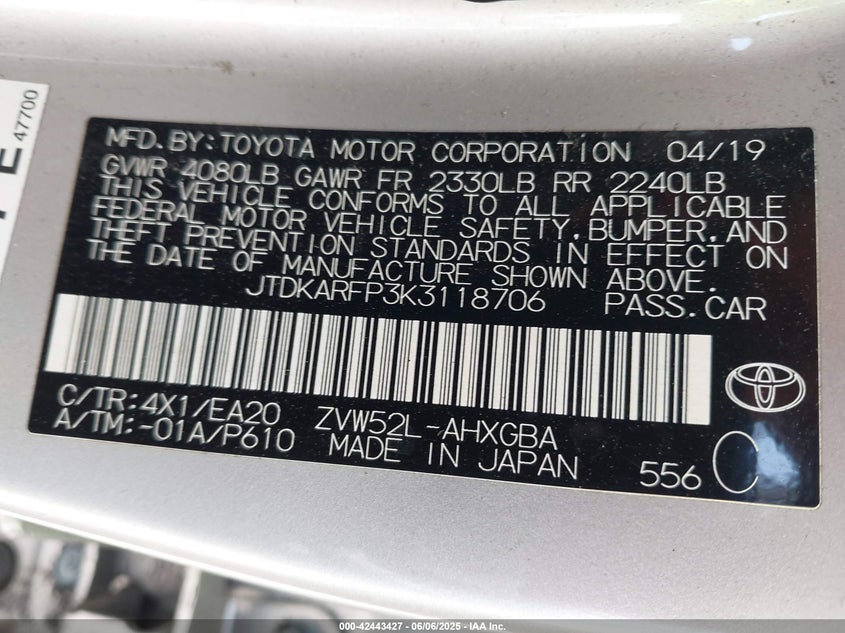 47700
MFD.BY:TOYOTA MOTOR CORPORATION 04/19
GVWR 4080LB GAWR FR 2330LB RR 2240LB
THIS VEHICLE CONFORMS TO ALL APPLICABLE
FEDERAL MOTOR VEHICLE SAFETY,BUMPER,AND
THEFT PREVENTION STANDARDS IN EFFECT ON
THE DATE OF MANUFACTURE SHOWN ABOVE.
JTDKARFP3K3118706 PASS.CAR
C/TR:4X1/EA20 ZVW52L-AHXGBA
A/TM:-01A/P610 MADE IN JAPAN
556 C
000-42443427 | 06/06/2025 - IAA Inc.